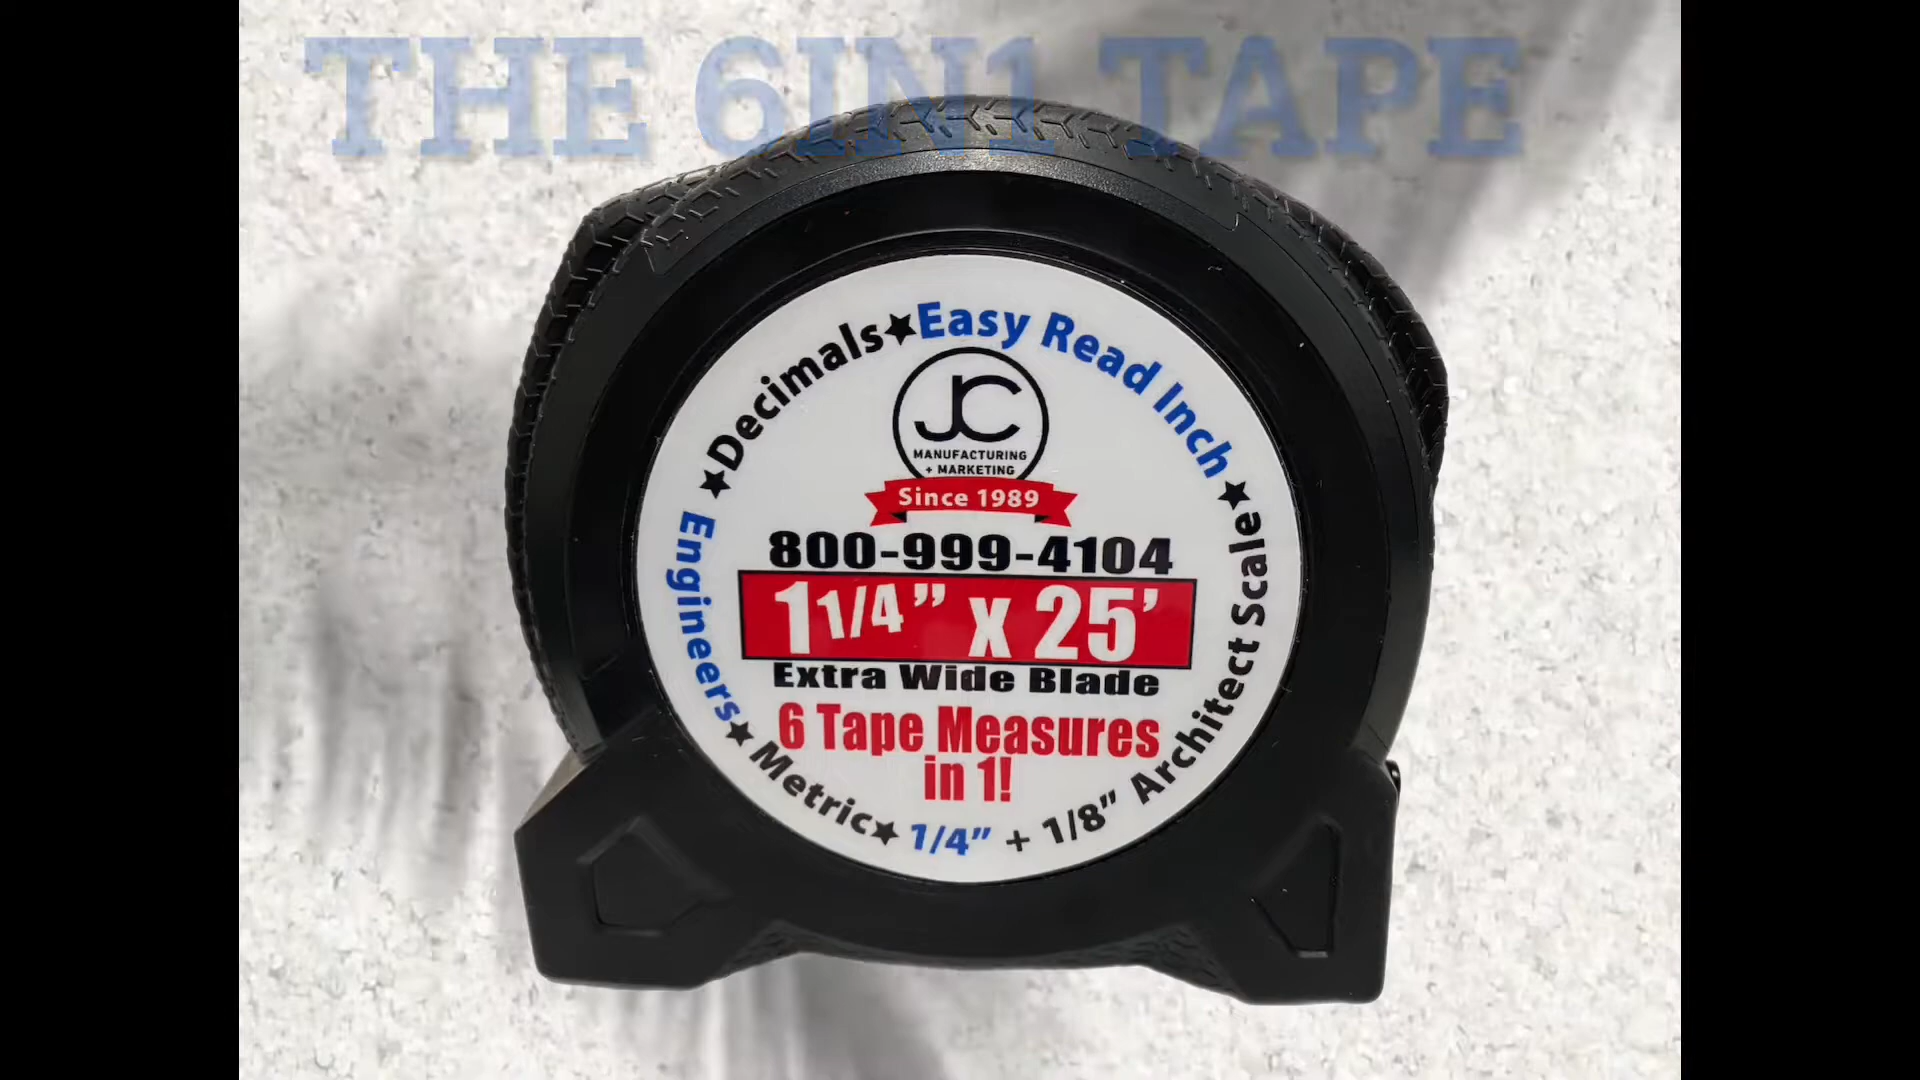 THE 6IN1 TAPE
★Decimals★Easy Read Inch★
JC
MANUFACTURING
+ MARKETING
Since 1989
800-999-4104
1 1/4” x 25’
Extra Wide Blade
6 Tape Measures
in 1!
Engineers★Metric★1/4” + 1/8” Architect Scale